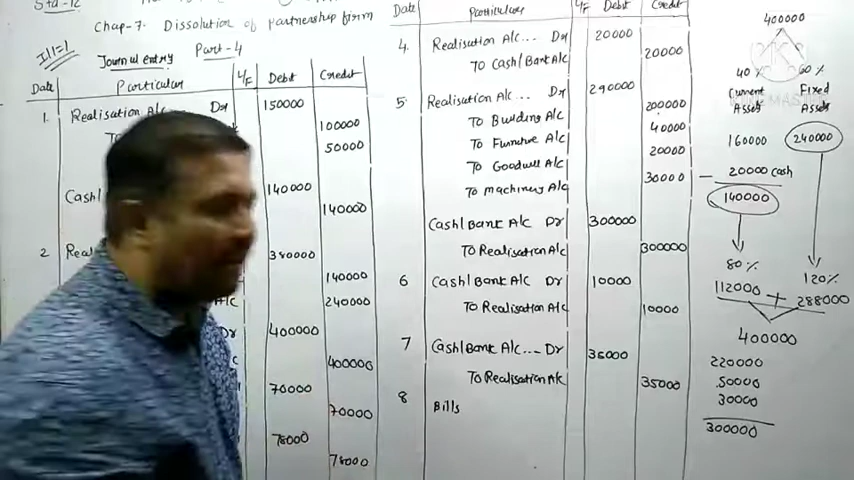 Std-12
Chap-7. Dissolution of Partnership firm
Ill=1
Journal entry Part-4
Date Particular L/F Debit Credit
1. Realisation A/c Dr 150000
100000
50000
Cash/ 140000
140000
2 380000
140000
A/c 240000
Dr 400000
400000
70000
70000
78000
78000
Date Particulars L/F Debit Credit
4. Realisation A/c... Dr 20000
To Cash/Bank A/c 20000
5 Realisation A/c... Dr 290000
To Building A/c 200000
To Furniture A/c 40000
To Goodwill A/c 20000
To Machinery A/c 30000
Cash/Bank A/c Dr 300000
To Realisation A/c 300000
6 Cash/Bank A/c Dr 10000
To Realisation A/c 10000
7 Cash/Bank A/c... Dr 35000
To Realisation A/c 35000
8 Bills
400000
40% 60%
Current Fixed
Assets Assets
160000 240000
- 20000 cash
140000
80% 120%
112000 + 288000
400000
220000
50000
30000
300000